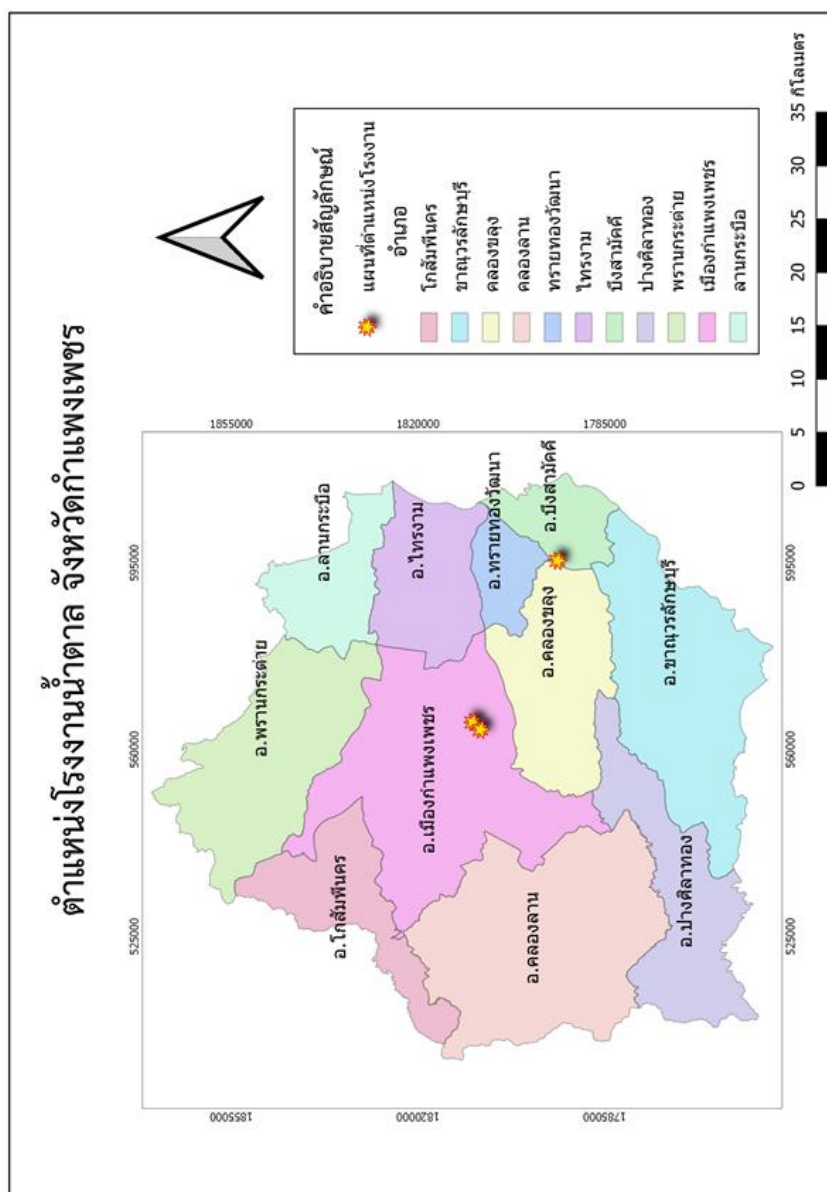 ตำแหน่งโรงงานน้ำตาล จังหวัดกำแพงเพชร
525000
560000
595000
1855000
1820000
1785000
1855000
1820000
1785000
อ.พรานกระต่าย
อ.ลานกระบือ
อ.โกสัมพีนคร
อ.เมืองกำแพงเพชร
อ.ไทรงาม
อ.ทรายทองวัฒนา
อ.คลองลาน
อ.คลองขลุง
อ.บึงสามัคคี
อ.ปางศิลาทอง
อ.ขาณุวรลักษบุรี
525000
560000
595000
คำอธิบายสัญลักษณ์
แผนที่ตำแหน่งโรงงาน
อำเภอ
โกสัมพีนคร
ขาณุวรลักษบุรี
คลองขลุง
คลองลาน
ทรายทองวัฒนา
ไทรงาม
บึงสามัคคี
ปางศิลาทอง
พรานกระต่าย
เมืองกำแพงเพชร
ลานกระบือ
0 5 10 15 20 25 30 35 กิโลเมตร